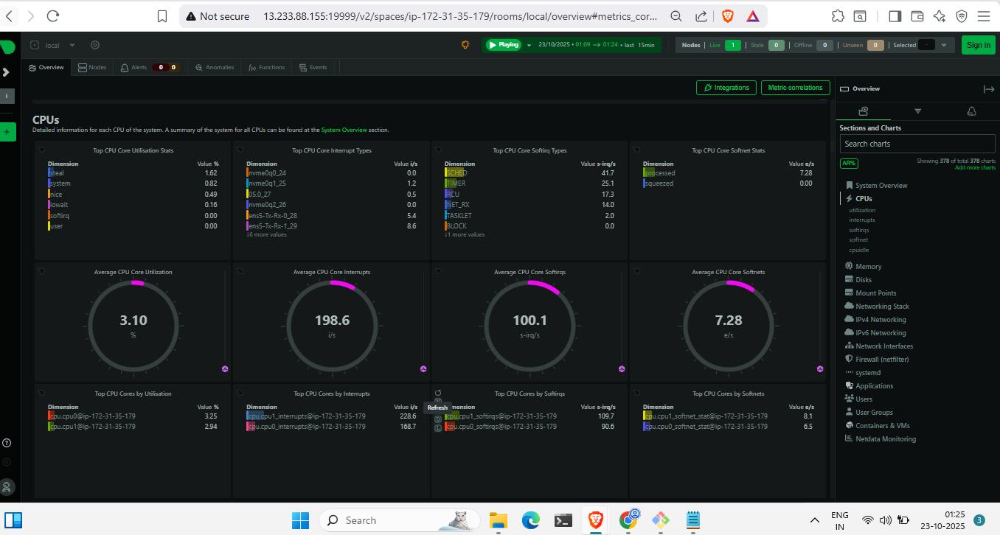 Not secure
13.233.88.155:19999/v2/spaces/ip-172-31-35-179/rooms/local/overview#metrics_cor...
local
Playing
23/10/2025 • 01:09 → 01:24 • last 15min
Nodes | Live 1 | Stale 0 | Offline 0 | Unseen 0 | Selected -
Sign in
Overview
Nodes
Alerts 0 0
Anomalies
Functions
Events
Integrations
Metric correlations
CPUs
Detailed information for each CPU of the system. A summary of the system for all CPUs can be found at the System Overview section.
Top CPU Core Utilisation Stats
Dimension Value %
steal 1.62
system 0.82
nice 0.49
iowait 0.16
softirq 0.00
user 0.00
Top CPU Core Interrupt Types
Dimension Value i/s
nvme0q0_24 0.0
nvme0q1_25 1.2
05.0_27 0.5
nvme0q2_26 0.0
ens5-Tx-Rx-0_28 5.4
ens5-Tx-Rx-1_29 8.6
↓6 more values
Top CPU Core Softirq Types
Dimension Value s-irq/s
SCHED 41.7
TIMER 25.1
RCU 17.3
NET_RX 14.0
TASKLET 2.0
BLOCK 0.0
↓1 more values
Top CPU Core Softnet Stats
Dimension Value e/s
processed 7.28
squeezed 0.00
Average CPU Core Utilization
3.10
%
Average CPU Core Interrupts
198.6
i/s
Average CPU Core Softirqs
100.1
s-irq/s
Average CPU Core Softnets
7.28
e/s
Top CPU Cores by Utilisation
Dimension Value %
cpu.cpu0@ip-172-31-35-179 3.25
cpu.cpu1@ip-172-31-35-179 2.94
Top CPU Cores by Interrupts
Dimension Value i/s
cpu.cpu1_interrupts@ip-172-31-35-179 228.6
cpu.cpu0_interrupts@ip-172-31-35-179 168.7
Refresh
Top CPU Cores by Softirqs
mension Value s-irq/s
cpu.cpu1_softirqs@ip-172-31-35-179 109.7
cpu.cpu0_softirqs@ip-172-31-35-179 90.6
Top CPU Cores by Softnets
Dimension Value e/s
cpu.cpu1_softnet_stat@ip-172-31-35-179 8.1
cpu.cpu0_softnet_stat@ip-172-31-35-179 6.5
Overview
Sections and Charts
Search charts
AR%
Showing 378 of total 378 charts
Add more charts
System Overview
CPUs
utilization
interrupts
softirqs
softnet
cpuidle
Memory
Disks
Mount Points
Networking Stack
IPv4 Networking
IPv6 Networking
Network Interfaces
Firewall (netfilter)
systemd
Applications
Users
User Groups
Containers & VMs
Netdata Monitoring
Search
ENG
IN
01:25
23-10-2025
3